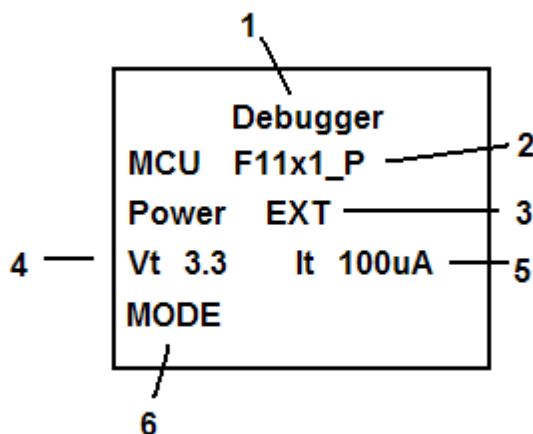 1
Debugger
MCU F11x1_P 2
Power EXT 3
4 Vt 3.3 It 100uA 5
MODE
6